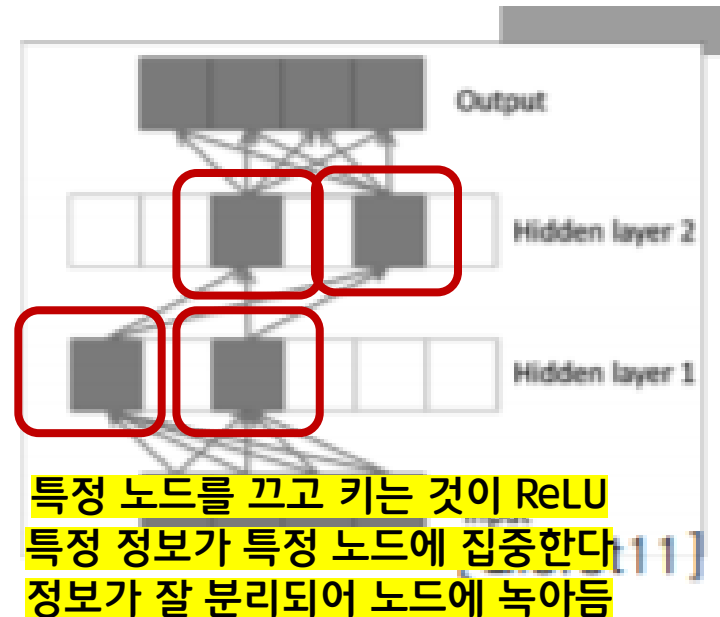 Output
Hidden layer 2
Hidden layer 1
특정 노드를 끄고 키는 것이 ReLU
특정 정보가 특정 노드에 집중한다
t11]
정보가 잘 분리되어 노드에 녹아듬